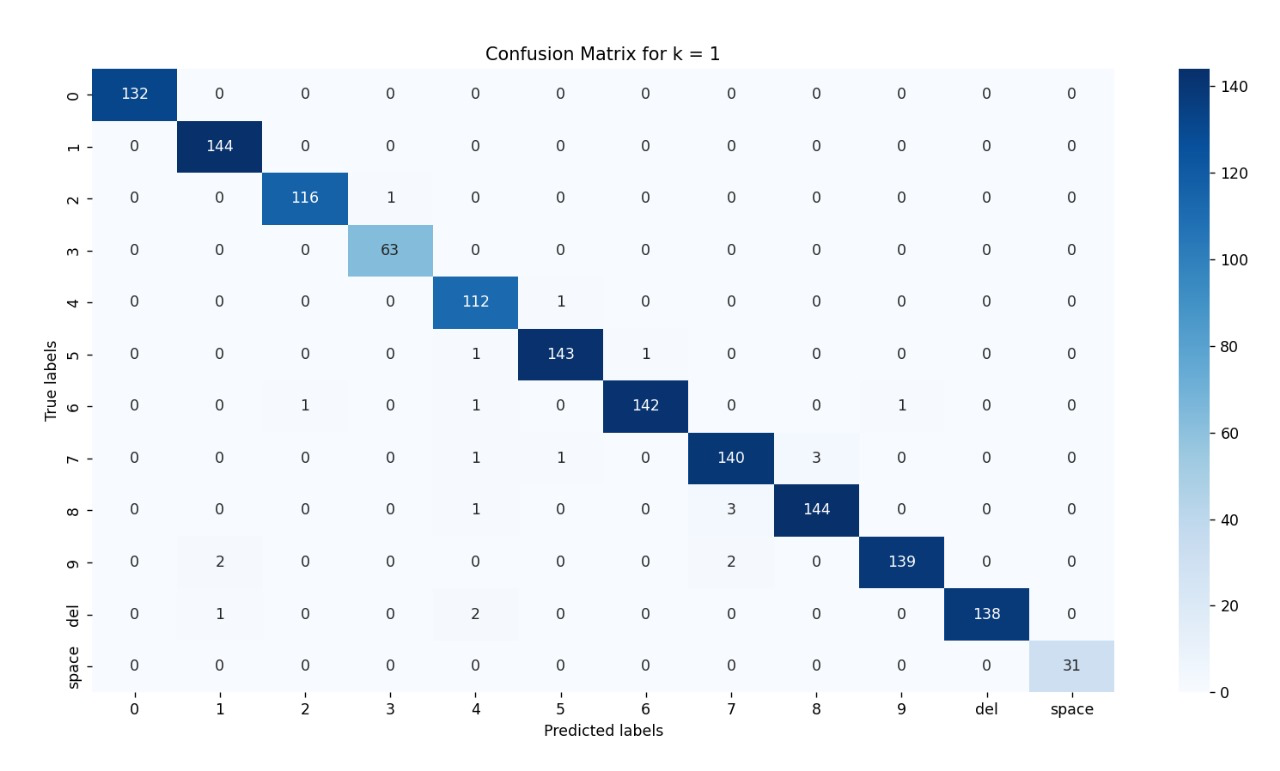 Confusion Matrix for k = 1
0 132 0 0 0 0 0 0 0 0 0 0 0 140
1 0 144 0 0 0 0 0 0 0 0 0 0 120
2 0 0 116 1 0 0 0 0 0 0 0 0
3 0 0 0 63 0 0 0 0 0 0 0 0 100
4 0 0 0 0 112 1 0 0 0 0 0 0
5 0 0 0 0 1 143 1 0 0 0 0 0 80
True labels
6 0 0 1 0 1 0 142 0 0 1 0 0
7 0 0 0 0 1 1 0 140 3 0 0 0 60
8 0 0 0 0 1 0 0 3 144 0 0 0 40
9 0 2 0 0 0 0 0 2 0 139 0 0
del 0 1 0 0 2 0 0 0 0 0 138 0 20
space 0 0 0 0 0 0 0 0 0 0 0 31 0
0 1 2 3 4 5 6 7 8 9 del space
Predicted labels